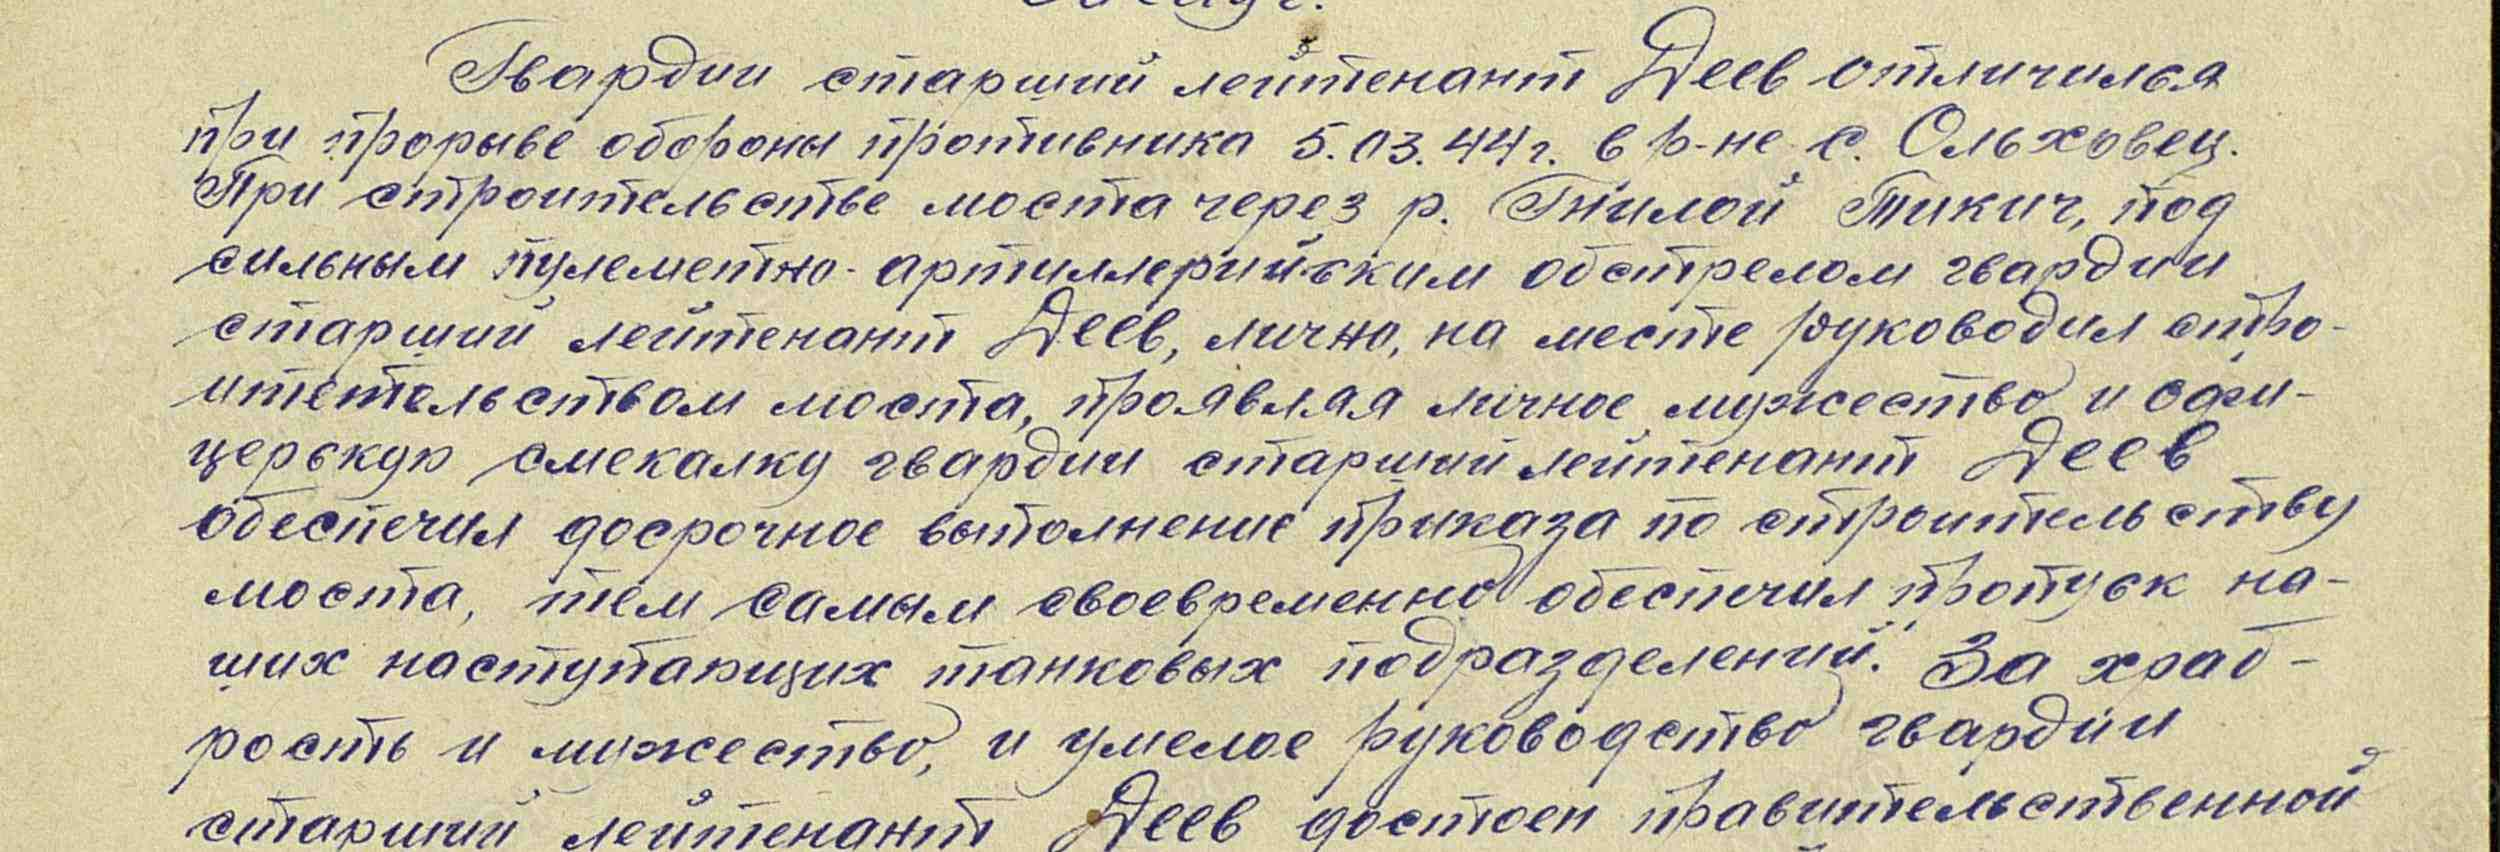 Гвардии старший лейтенант Деев отличился
при прорыве обороны противника 5.03.44г. в р-не с. Ольховец.
При строительстве моста через р. Гнилой Тикич, под
сильным пулеметно-артиллерийским обстрелом гвардии
старший лейтенант Деев, лично, на месте руководил стро-
ительством моста, проявляя личное мужество и офи-
церскую смекалку гвардии старший лейтенант Деев
обеспечил досрочное выполнение приказа по строительству
моста, тем самым своевременно обеспечил пропуск на-
ших наступающих танковых подразделений. За храб-
рость и мужество, и умелое руководство гвардии
старший лейтенант Деев достоен правительственной